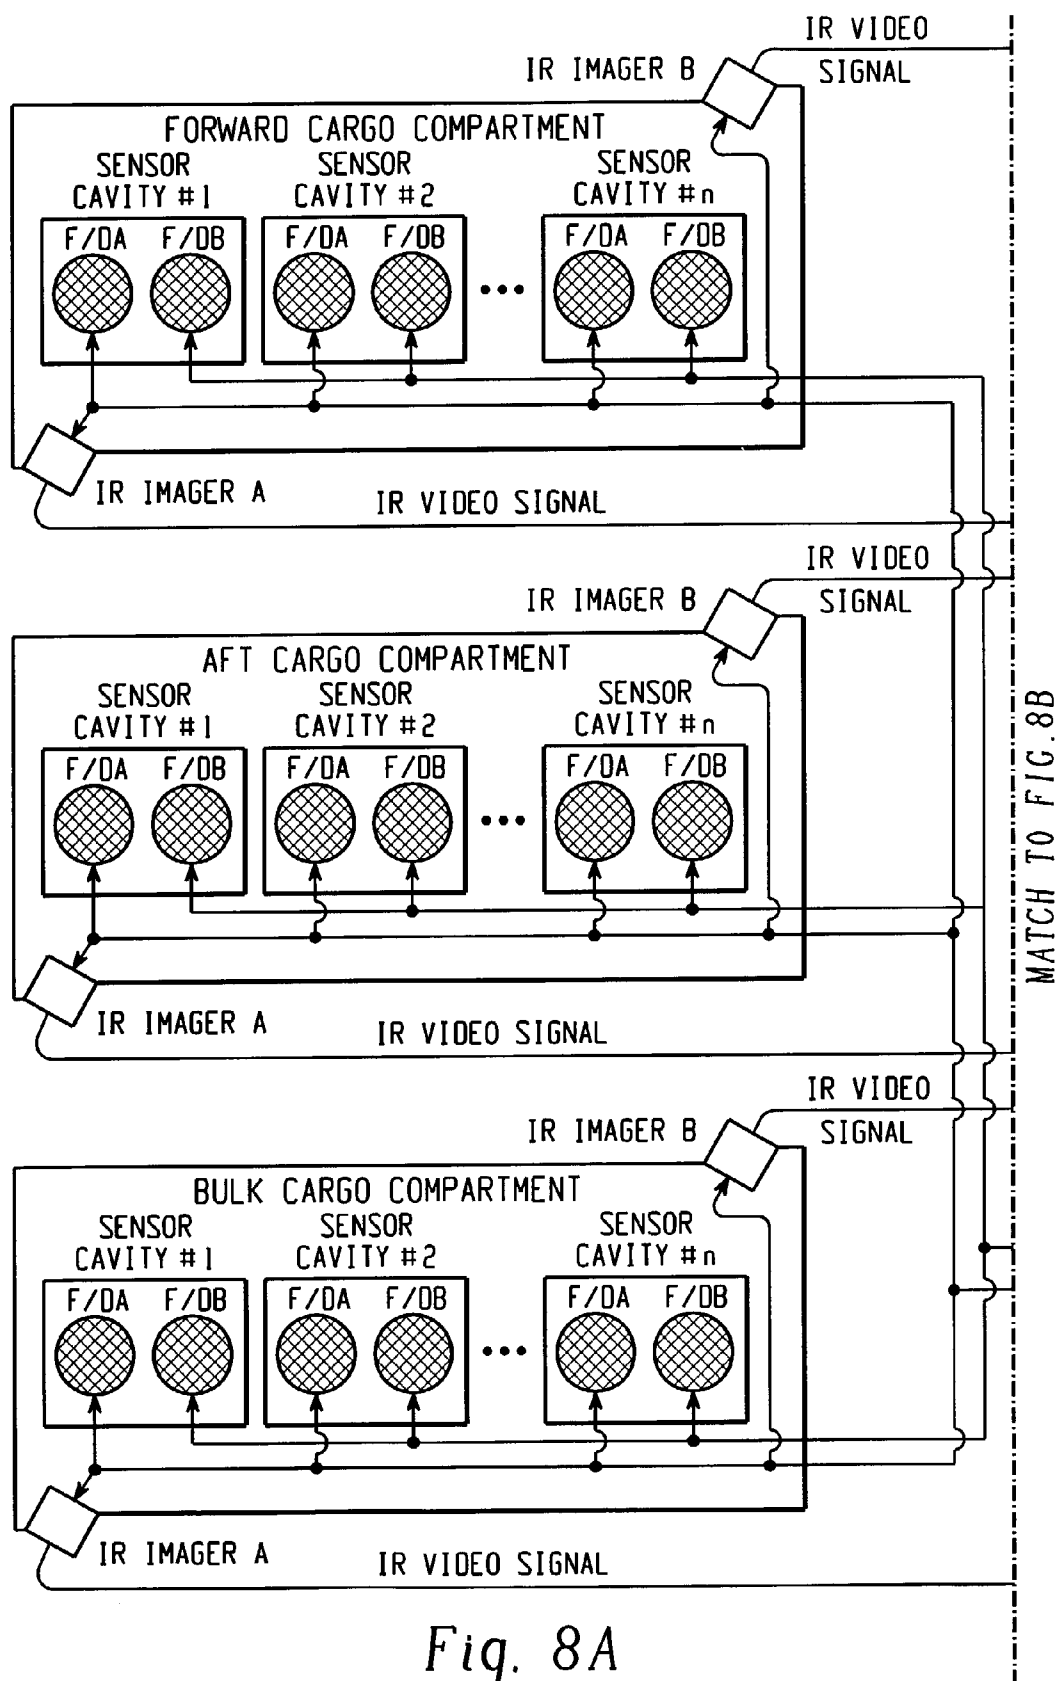 IR VIDEO
SIGNAL
IR IMAGER B
FORWARD CARGO COMPARTMENT
SENSOR
CAVITY #1
SENSOR
CAVITY #2
SENSOR
CAVITY #n
F/DA F/DB
F/DA F/DB
F/DA F/DB
IR IMAGER A
IR VIDEO SIGNAL
IR VIDEO
SIGNAL
IR IMAGER B
AFT CARGO COMPARTMENT
SENSOR
CAVITY #1
SENSOR
CAVITY #2
SENSOR
CAVITY #n
F/DA F/DB
F/DA F/DB
F/DA F/DB
IR IMAGER A
IR VIDEO SIGNAL
IR VIDEO
SIGNAL
IR IMAGER B
BULK CARGO COMPARTMENT
SENSOR
CAVITY #1
SENSOR
CAVITY #2
SENSOR
CAVITY #n
F/DA F/DB
F/DA F/DB
F/DA F/DB
IR IMAGER A
IR VIDEO SIGNAL
MATCH TO FIG.8B
Fig. 8A